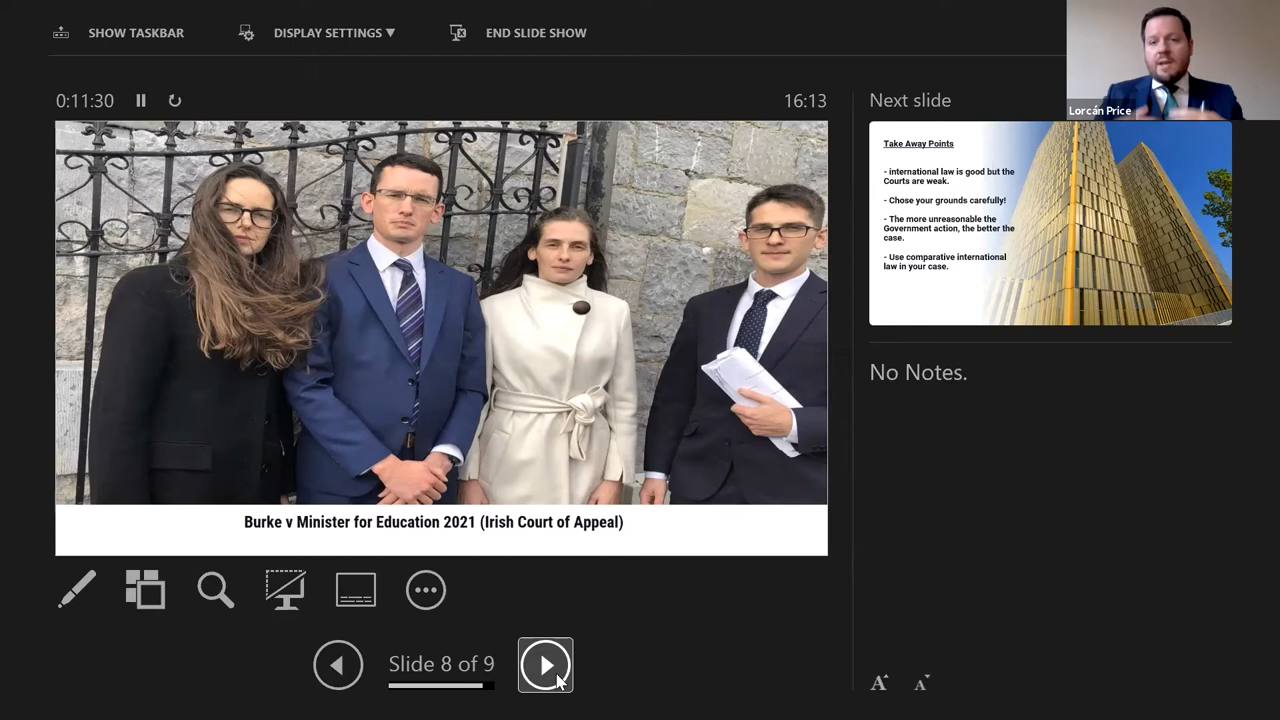 SHOW TASKBAR
DISPLAY SETTINGS ▼
END SLIDE SHOW
Lorcán Price
0:11:30
16:13
Next slide
Take Away Points
- international law is good but the
Courts are weak.
- Chose your grounds carefully!
- The more unreasonable the
Government action, the better the
case.
- Use comparative international
law in your case.
No Notes.
Burke v Minister for Education 2021 (Irish Court of Appeal)
Slide 8 of 9
A A